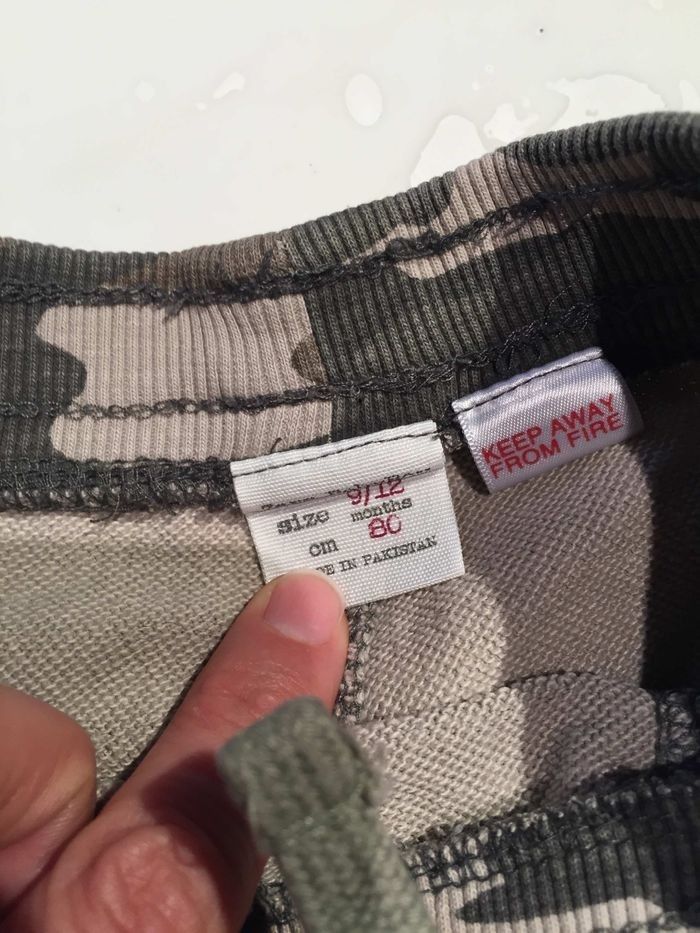 9/12
size months
cm 80
E IN PAKISTAN
KEEP AWAY
FROM FIRE